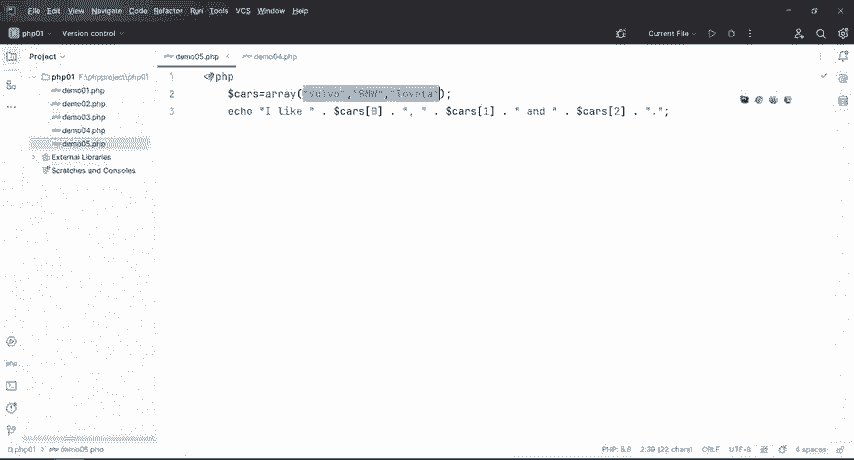 File Edit View Navigate Code Refactor Run Tools VCS Window Help
php01 Version control Current File
Project demo05.php demo04.php
php01 F:\phpproject\php01
demo01.php
demo02.php
demo03.php
demo04.php
demo05.php
External Libraries
Scratches and Consoles
1 <?php
2 $cars=array("Volvo","BMW","Toyota");
3 echo "I like " . $cars[0] . ", " . $cars[1] . " and " . $cars[2] . ".";
php
php01 > demo05.php 2:39 (22 chars) CRLF UTF-8 4 spaces